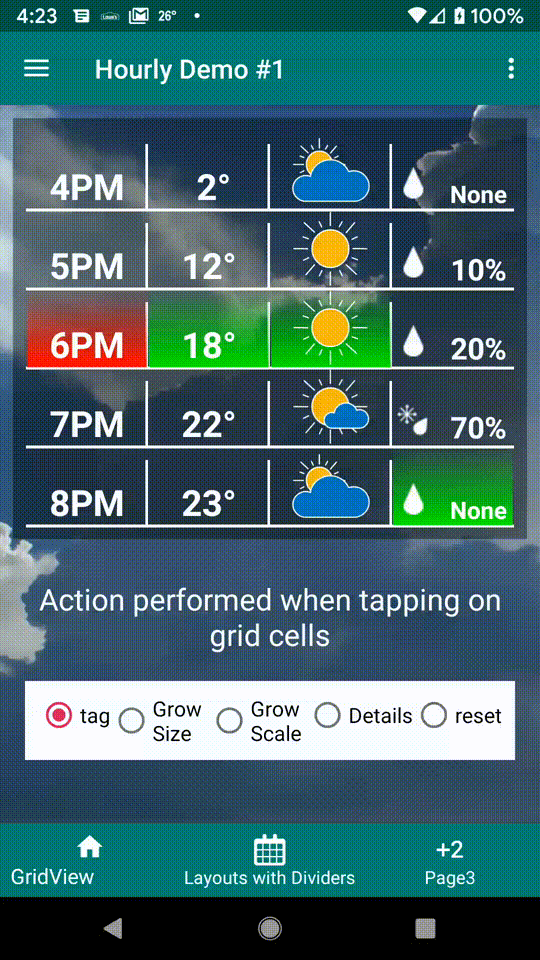 4:23 Lowe's 26° 100%
Hourly Demo #1
4PM 2° None
5PM 12° 10%
6PM 18° 20%
7PM 22° 70%
8PM 23° None
Action performed when tapping on
grid cells
tag Grow Size Grow Scale Details reset
+2
GridView Layouts with Dividers Page3